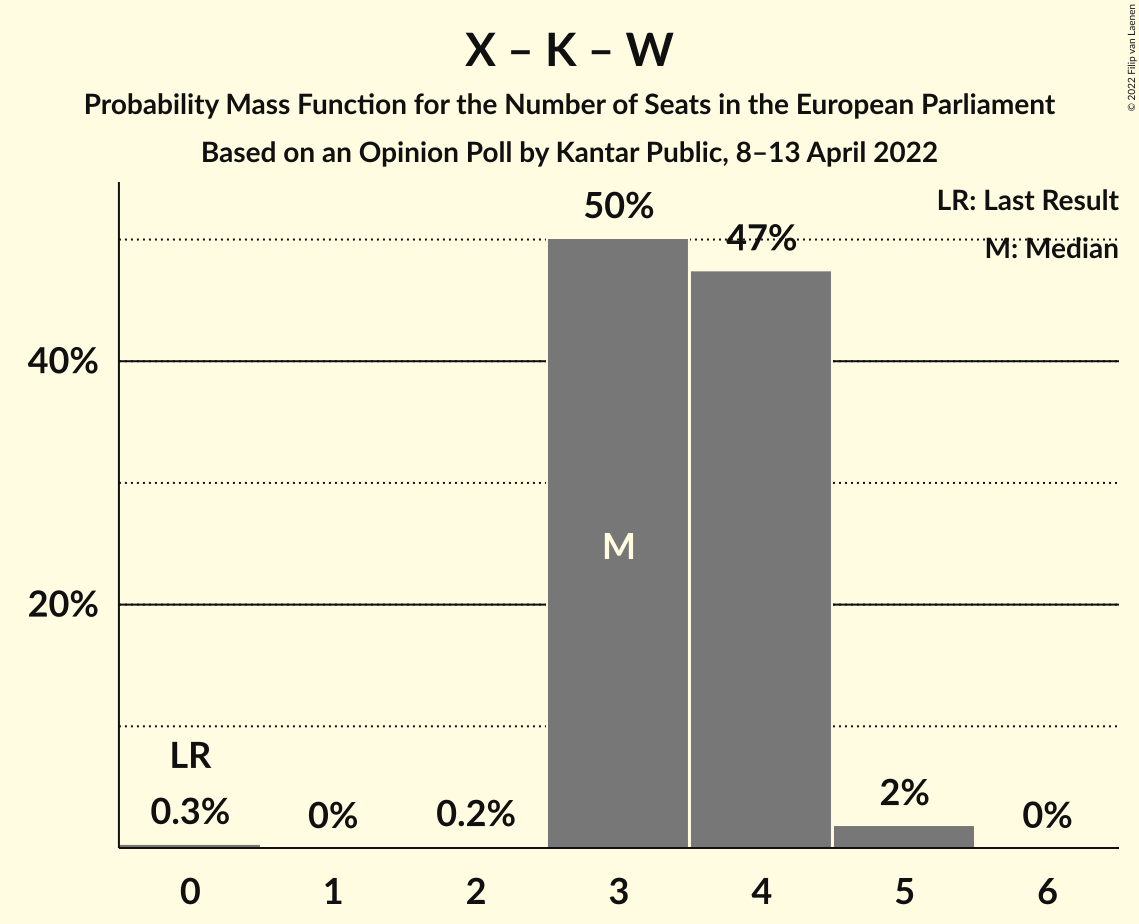 X – K – W
Probability Mass Function for the Number of Seats in the European Parliament
Based on an Opinion Poll by Kantar Public, 8–13 April 2022
© 2022 Filip van Laenen
LR: Last Result
M: Median
50%
47%
40%
M
20%
LR
0.3%
0%
0.2%
2%
0%
0 1 2 3 4 5 6